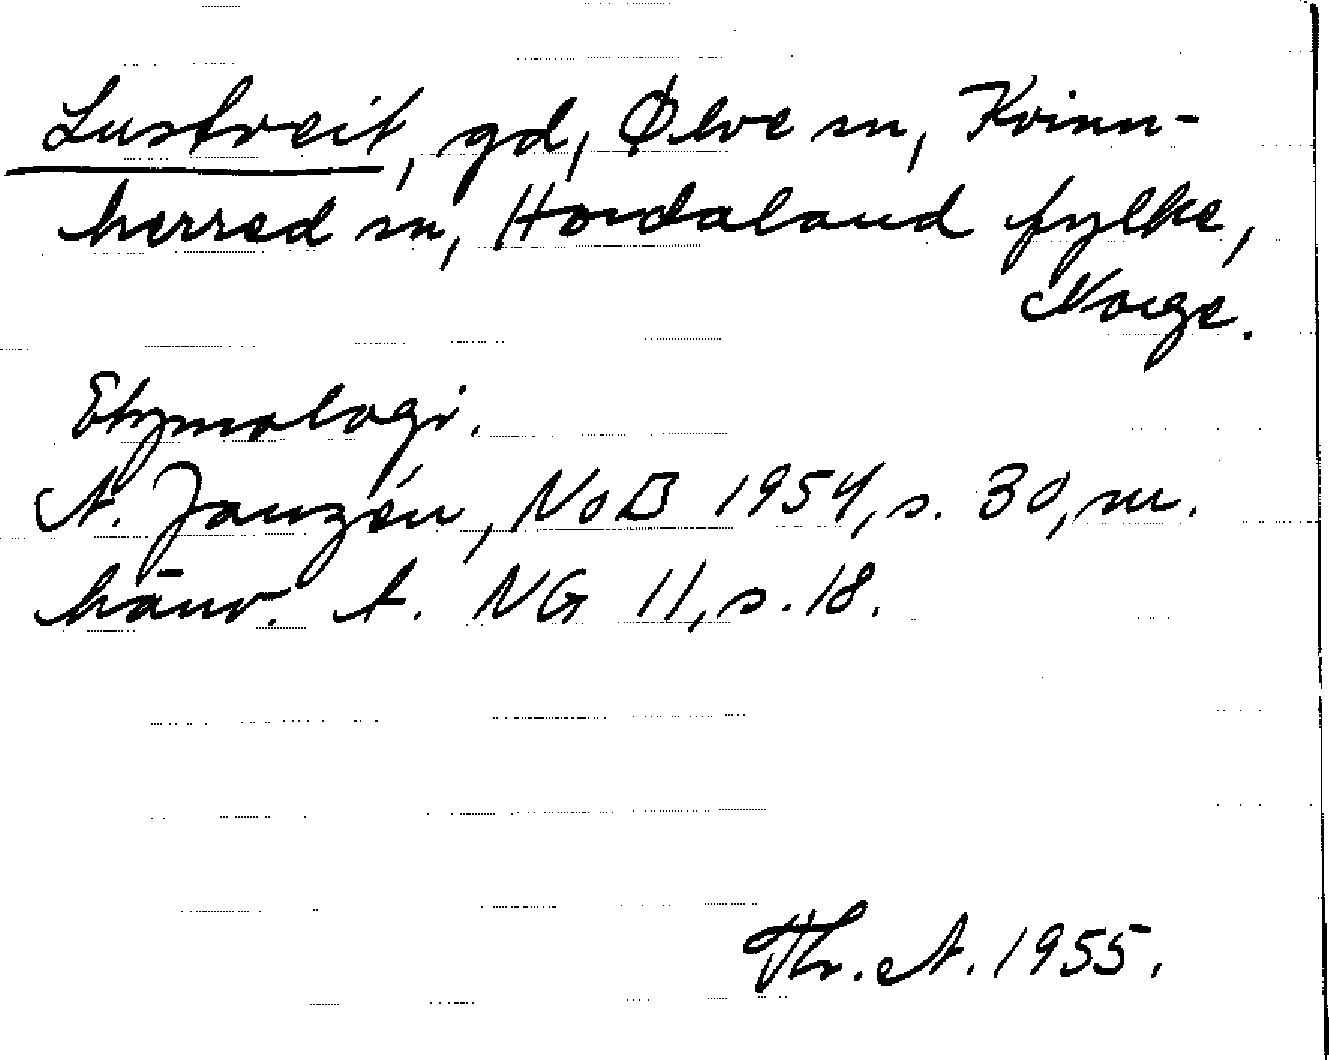 Lustveit, gd, Ølve sn, Kvinn-
herred sn, Hordaland fylke,
Norge.
Etymologi.
A. Janzén, NoB 1954, s. 30, m.
hänv. t. NG 11, s. 18.
Th. A. 1955.